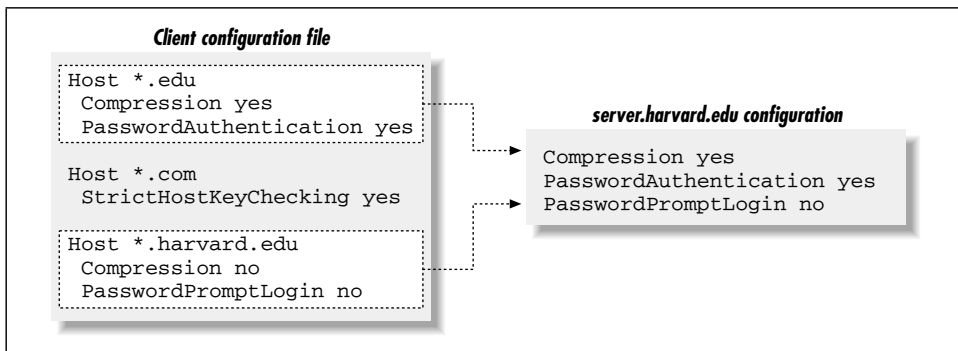 Client configuration file
Host *.edu
Compression yes
PasswordAuthentication yes
Host *.com
StrictHostKeyChecking yes
Host *.harvard.edu
Compression no
PasswordPromptLogin no
server.harvard.edu configuration
Compression yes
PasswordAuthentication yes
PasswordPromptLogin no